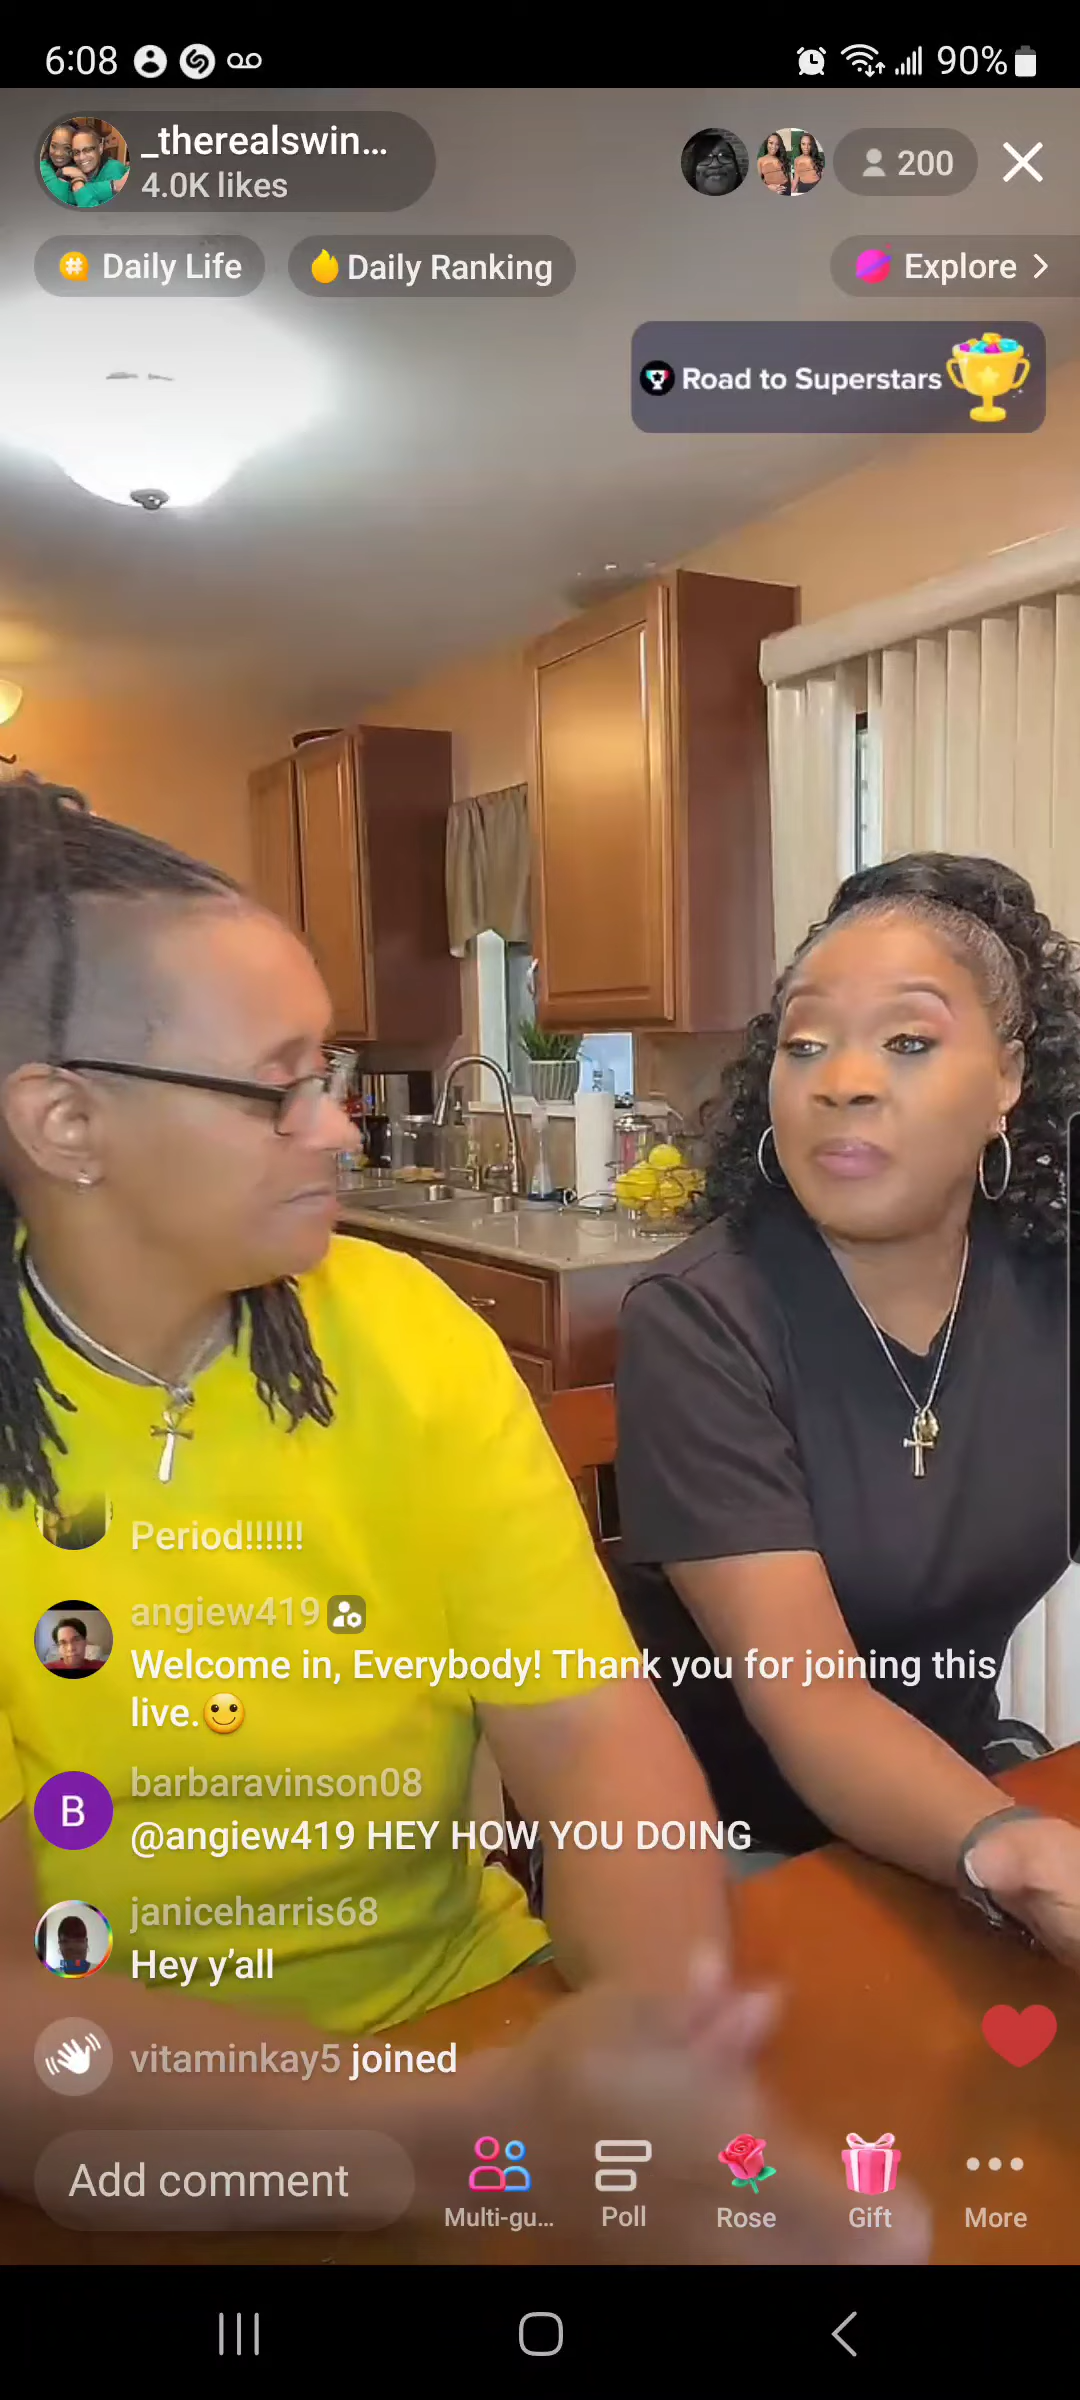 6:08
90%
_therealswin...
4.0K likes
200
Daily Life
Daily Ranking
Explore
Road to Superstars
Period!!!!!!
angiew419
Welcome in, Everybody! Thank you for joining this
live.🙂
B
barbaravinson08
@angiew419 HEY HOW YOU DOING
janiceharris68
Hey y’all
vitaminkay5 joined
Add comment
Multi-gu...
Poll
Rose
Gift
More